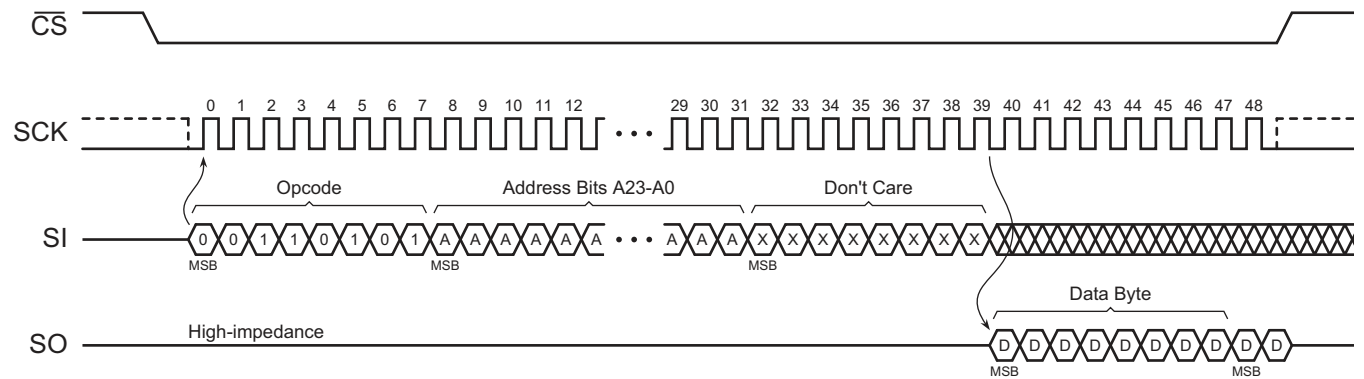 CS
0 1 2 3 4 5 6 7 8 9 10 11 12 29 30 31 32 33 34 35 36 37 38 39 40 41 42 43 44 45 46 47 48
SCK • • •
Opcode Address Bits A23-A0 Don't Care
SI 0 0 1 1 0 1 0 1 A A A A A A • • • A A A X X X X X X X X
MSB MSB MSB
Data Byte
High-impedance
SO D D D D D D D D D D
MSB MSB